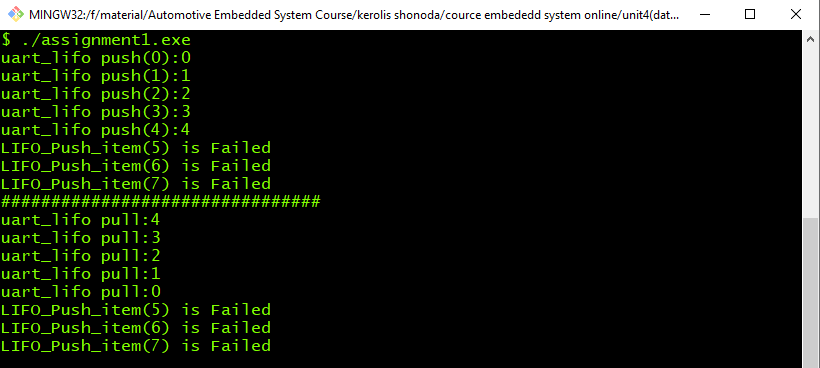 MINGW32:/f/material/Automotive Embedded System Course/kerolis shonoda/cource embededd system online/unit4(dat...
$ ./assignment1.exe
uart_lifo push(0):0
uart_lifo push(1):1
uart_lifo push(2):2
uart_lifo push(3):3
uart_lifo push(4):4
LIFO_Push_item(5) is Failed
LIFO_Push_item(6) is Failed
LIFO_Push_item(7) is Failed
################################
uart_lifo pull:4
uart_lifo pull:3
uart_lifo pull:2
uart_lifo pull:1
uart_lifo pull:0
LIFO_Push_item(5) is Failed
LIFO_Push_item(6) is Failed
LIFO_Push_item(7) is Failed